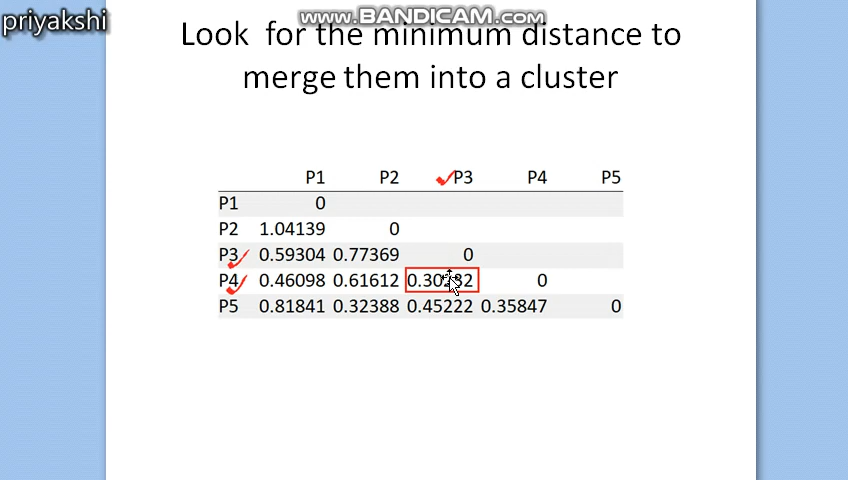 priyakshi
www.BANDICAM.com
Look for the minimum distance to
merge them into a cluster
P1 P2 P3 P4 P5
P1 0
P2 1.04139 0
P3 0.59304 0.77369 0
P4 0.46098 0.61612 0
P5 0.81841 0.32388 0.45222 0.35847 0